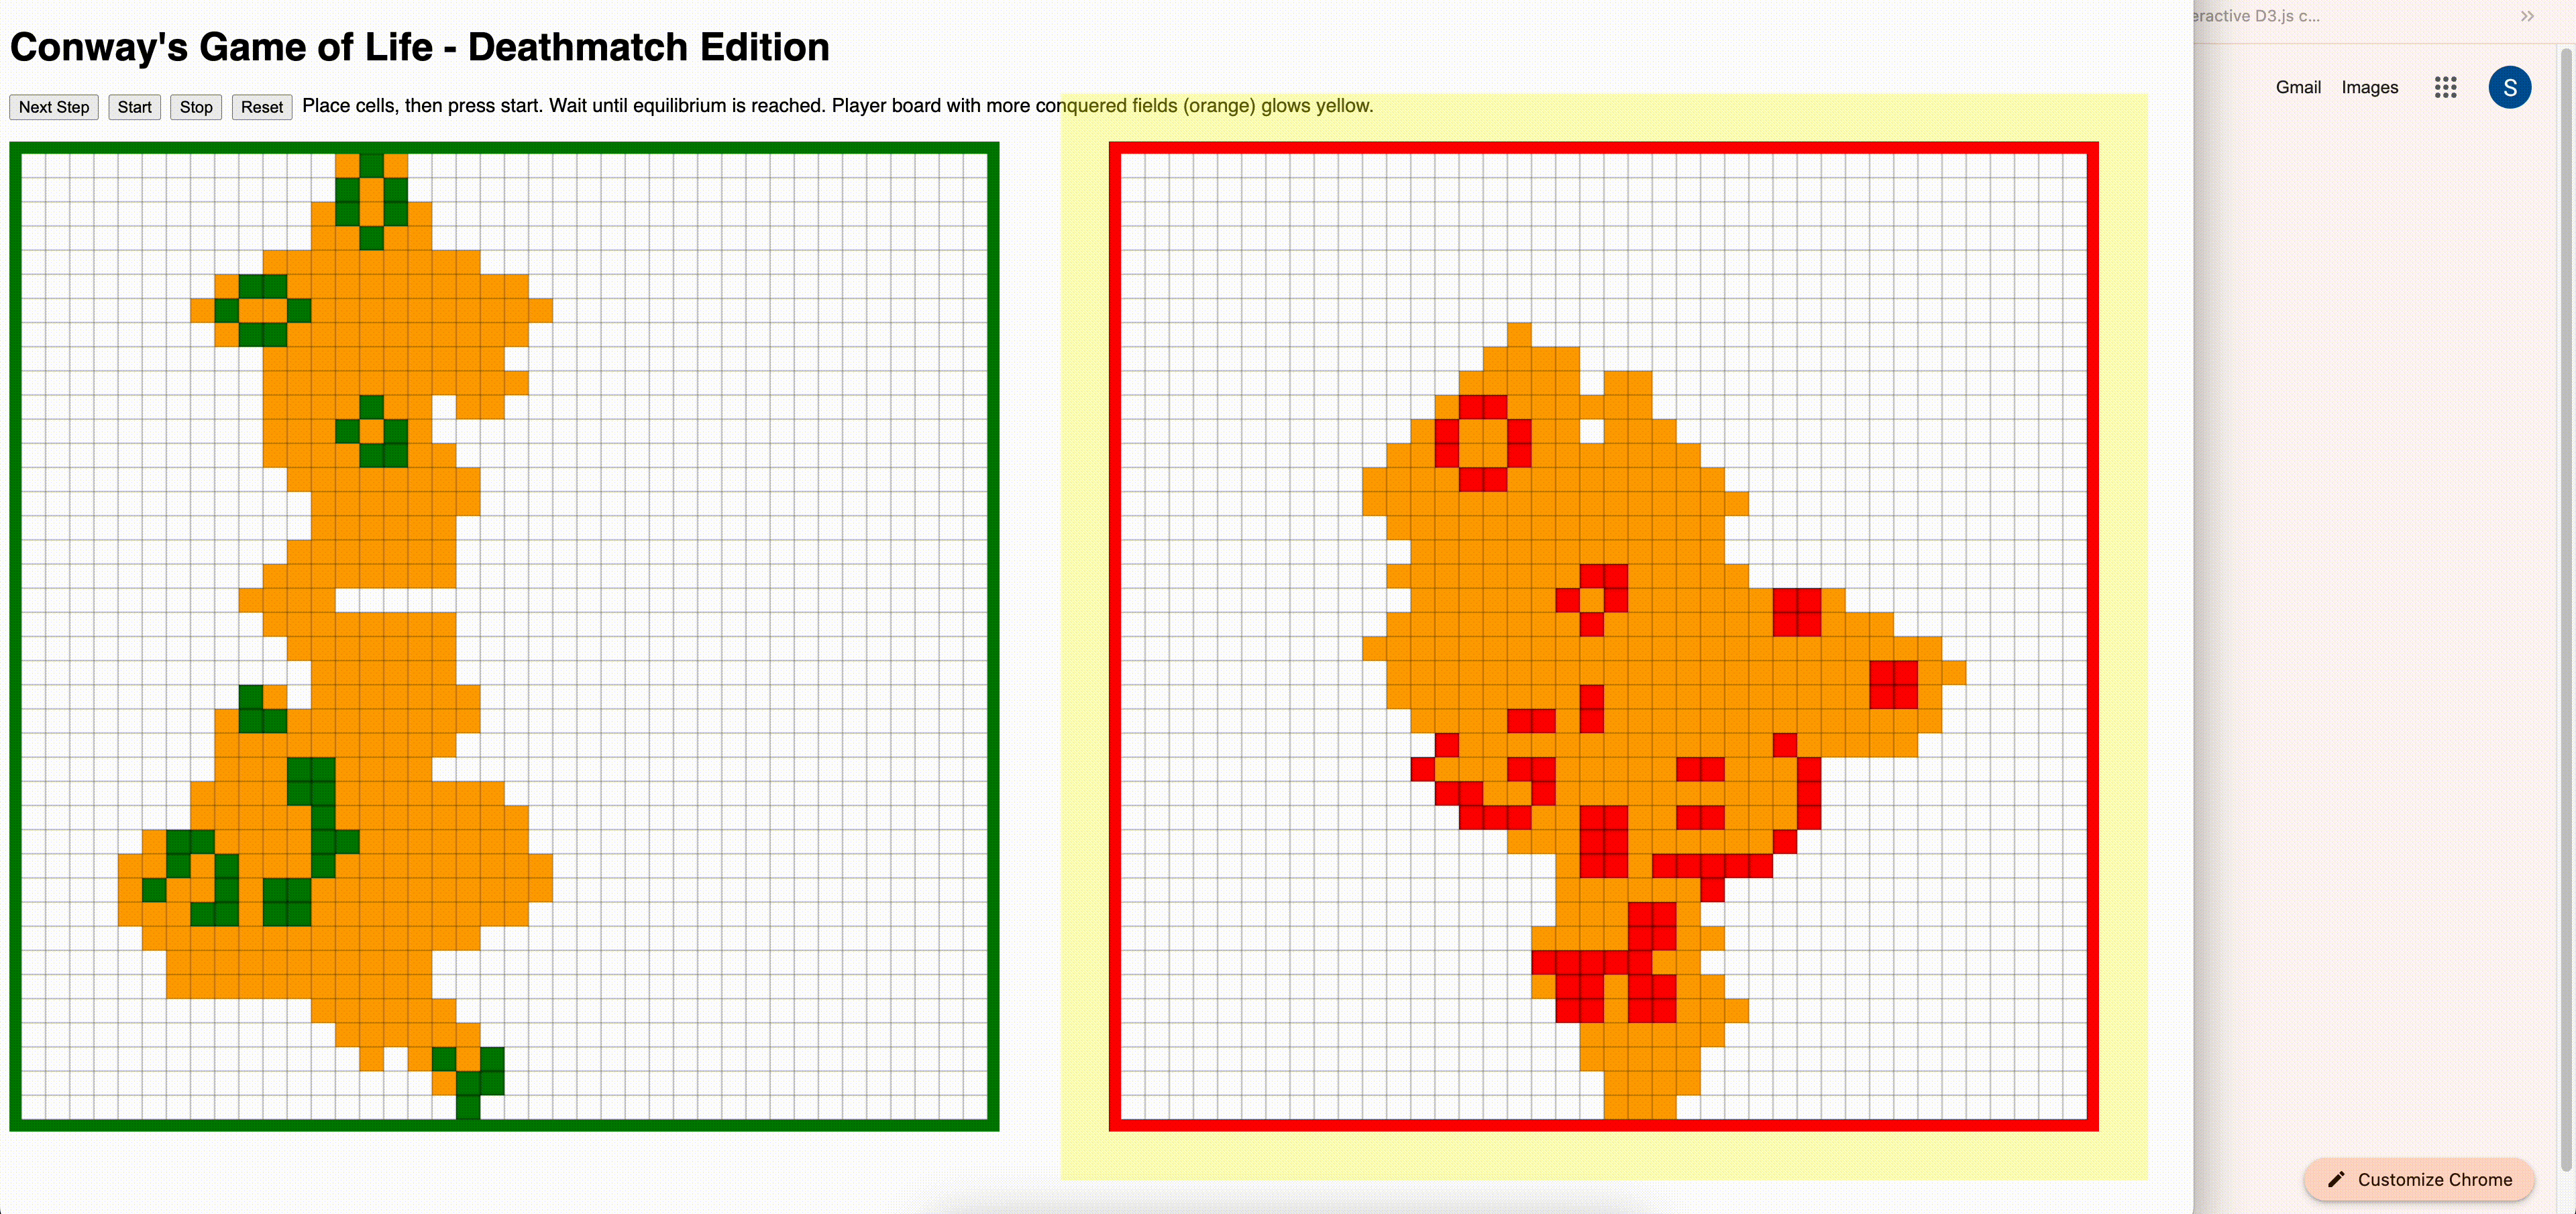 eractive D3.js c...
Conway's Game of Life - Deathmatch Edition
Gmail Images S
Next Step Start Stop Reset Place cells, then press start. Wait until equilibrium is reached. Player board with more conquered fields (orange) glows yellow.
Customize Chrome